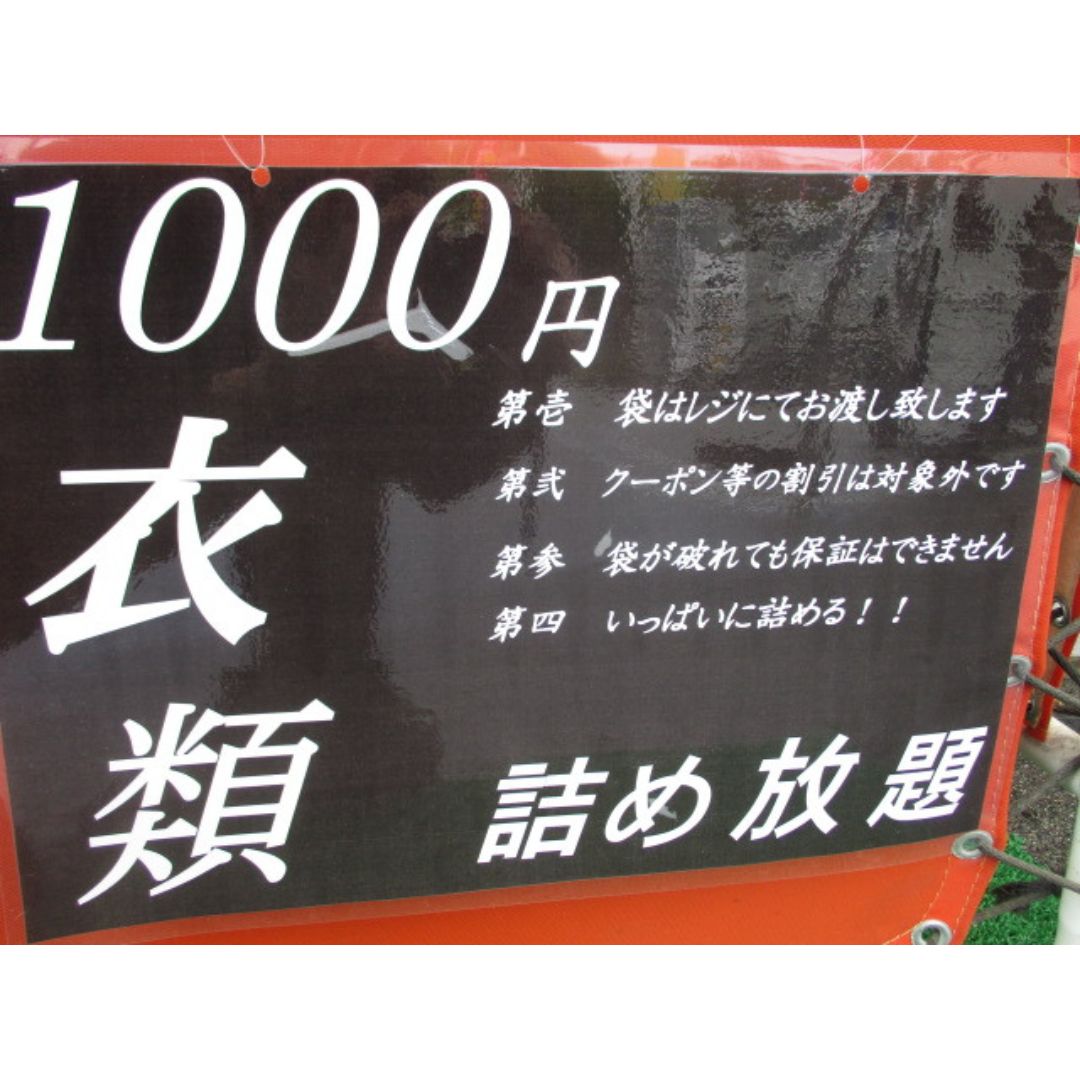 1000円
衣類
第壱 袋はレジにてお渡し致します
第弐 クーポン等の割引は対象外です
第参 袋が破れても保証はできません
第四 いっぱいに詰める！！
詰め放題